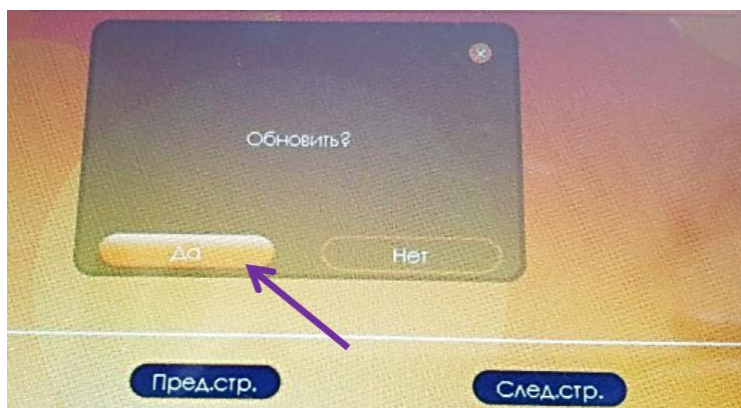 Обновить?
Да
Нет
Пред.стр.
След.стр.